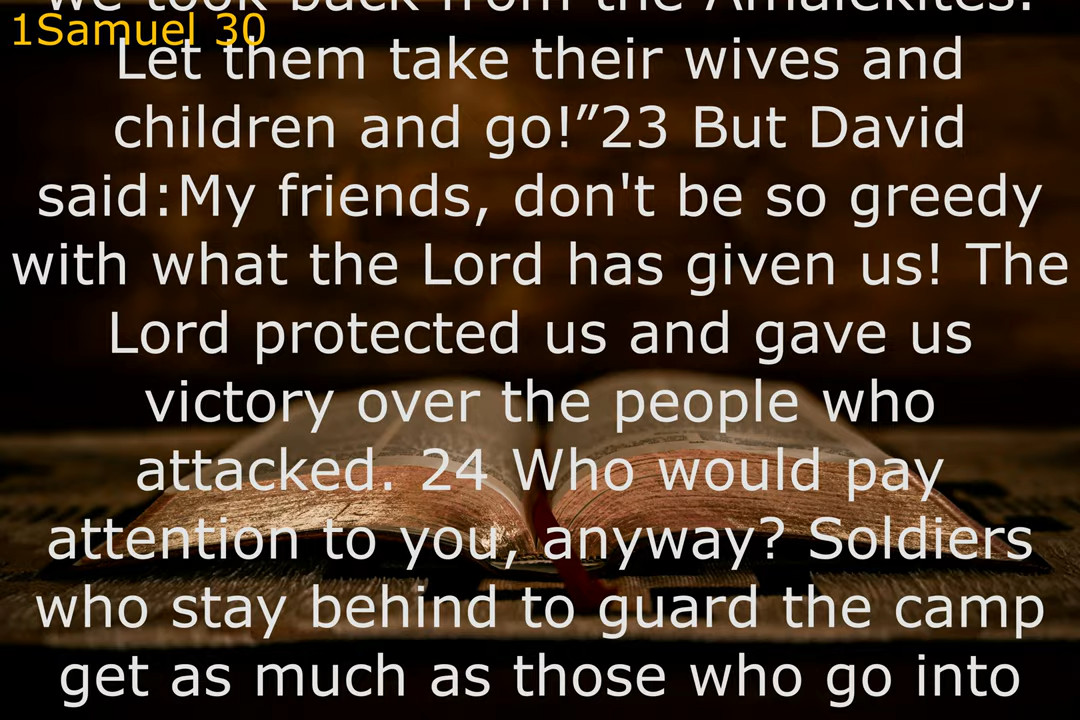 we took back from the Amalekites.
1Samuel 30
Let them take their wives and
children and go!”23 But David
said:My friends, don't be so greedy
with what the Lord has given us! The
Lord protected us and gave us
victory over the people who
attacked. 24 Who would pay
attention to you, anyway? Soldiers
who stay behind to guard the camp
get as much as those who go into